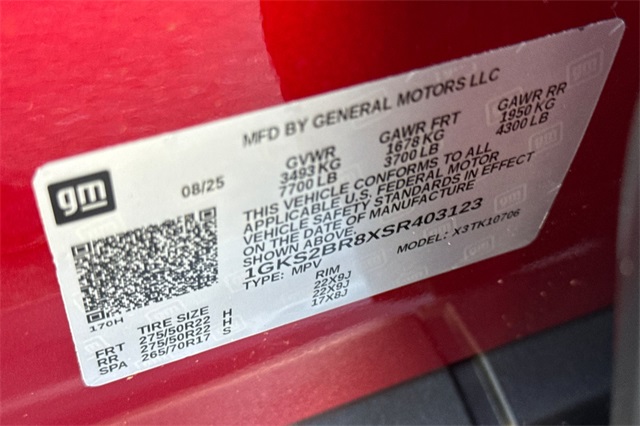 gm
08/25
MFD BY GENERAL MOTORS LLC
GVWR GAWR FRT GAWR RR
3493 KG 1678 KG 1950 KG
7700 LB 3700 LB 4300 LB
THIS VEHICLE CONFORMS TO ALL
APPLICABLE U.S. FEDERAL MOTOR
VEHICLE SAFETY STANDARDS IN EFFECT
ON THE DATE OF MANUFACTURE
SHOWN ABOVE.
1GKS2BR8XSR403123
TYPE: MPV MODEL: X3TK10706
170H
TIRE SIZE RIM
FRT 275/50R22 H 22X9J
RR 275/50R22 H 22X9J
SPA 265/70R17 S 17X8J